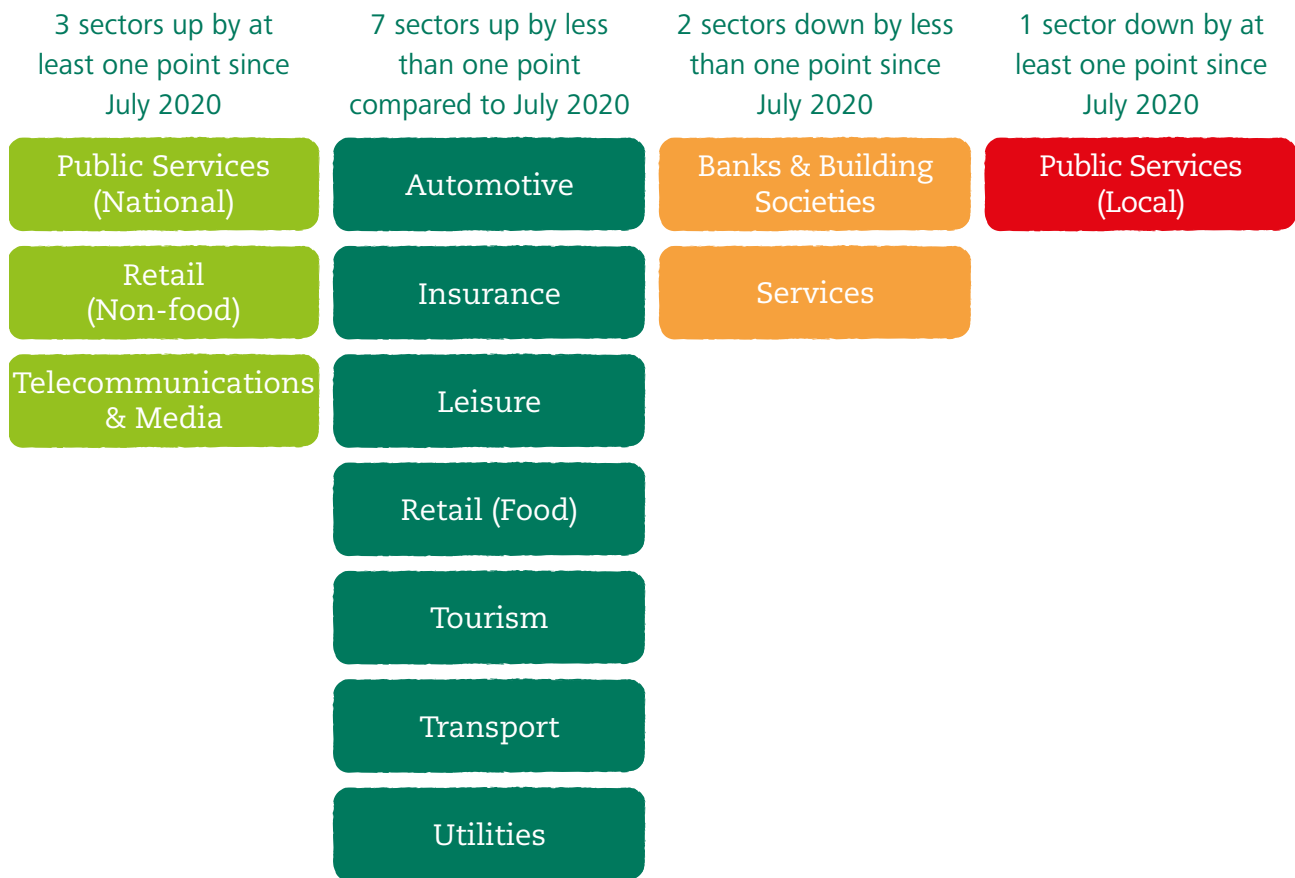 3 sectors up by at
least one point since
July 2020
Public Services
(National)
Retail
(Non-food)
Telecommunications
& Media
7 sectors up by less
than one point
compared to July 2020
Automotive
Insurance
Leisure
Retail (Food)
Tourism
Transport
Utilities
2 sectors down by less
than one point since
July 2020
Banks & Building
Societies
Services
1 sector down by at
least one point since
July 2020
Public Services
(Local)